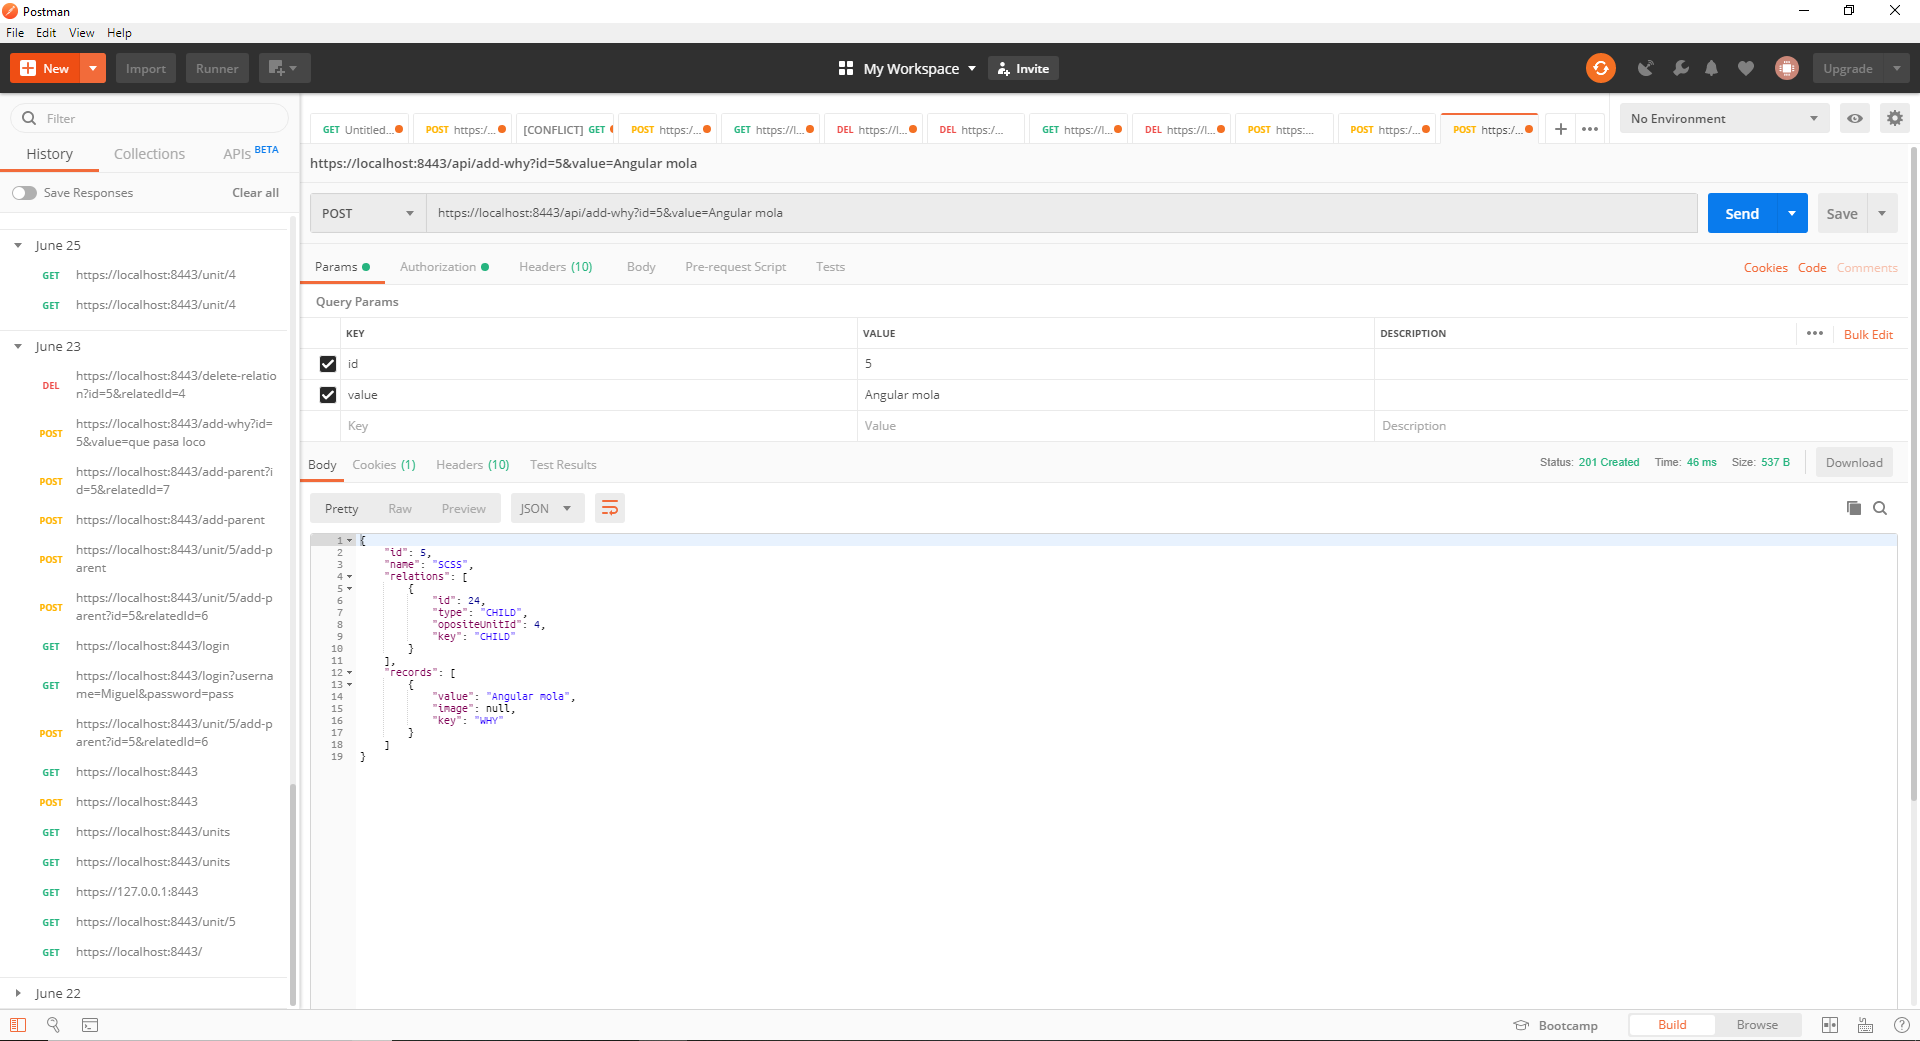 Postman
File Edit View Help
New Import Runner My Workspace Invite Upgrade
Filter
History Collections APIs BETA
Save Responses Clear all
June 25
GET https://localhost:8443/unit/4
GET https://localhost:8443/unit/4
June 23
DEL https://localhost:8443/delete-relatio
n?id=5&relatedId=4
POST https://localhost:8443/add-why?id=
5&value=que pasa loco
POST https://localhost:8443/add-parent?i
d=5&relatedId=7
POST https://localhost:8443/add-parent
POST https://localhost:8443/unit/5/add-p
arent
POST https://localhost:8443/unit/5/add-p
arent?id=5&relatedId=6
GET https://localhost:8443/login
GET https://localhost:8443/login?userna
me=Miguel&password=pass
POST https://localhost:8443/unit/5/add-p
arent?id=5&relatedId=6
GET https://localhost:8443
POST https://localhost:8443
GET https://localhost:8443/units
GET https://localhost:8443/units
GET https://127.0.0.1:8443
GET https://localhost:8443/unit/5
GET https://localhost:8443/
June 22
GET Untitled... POST https:/... [CONFLICT] GET POST https:/... GET https://l... DEL https://l... DEL https:/... GET https://l... DEL https://l... POST https:... POST https:/... POST https:/... + ...
No Environment
https://localhost:8443/api/add-why?id=5&value=Angular mola
POST https://localhost:8443/api/add-why?id=5&value=Angular mola Send Save
Params Authorization Headers (10) Body Pre-request Script Tests Cookies Code Comments
Query Params
KEY VALUE DESCRIPTION ... Bulk Edit
id 5
value Angular mola
Key Value Description
Body Cookies (1) Headers (10) Test Results Status: 201 Created Time: 46 ms Size: 537 B Download
Pretty Raw Preview JSON
1 {
2 "id": 5,
3 "name": "SCSS",
4 "relations": [
5 {
6 "id": 24,
7 "type": "CHILD",
8 "opositeUnitId": 4,
9 "key": "CHILD"
10 }
11 ],
12 "records": [
13 {
14 "value": "Angular mola",
15 "image": null,
16 "key": "WHY"
17 }
18 ]
19 }
Bootcamp Build Browse